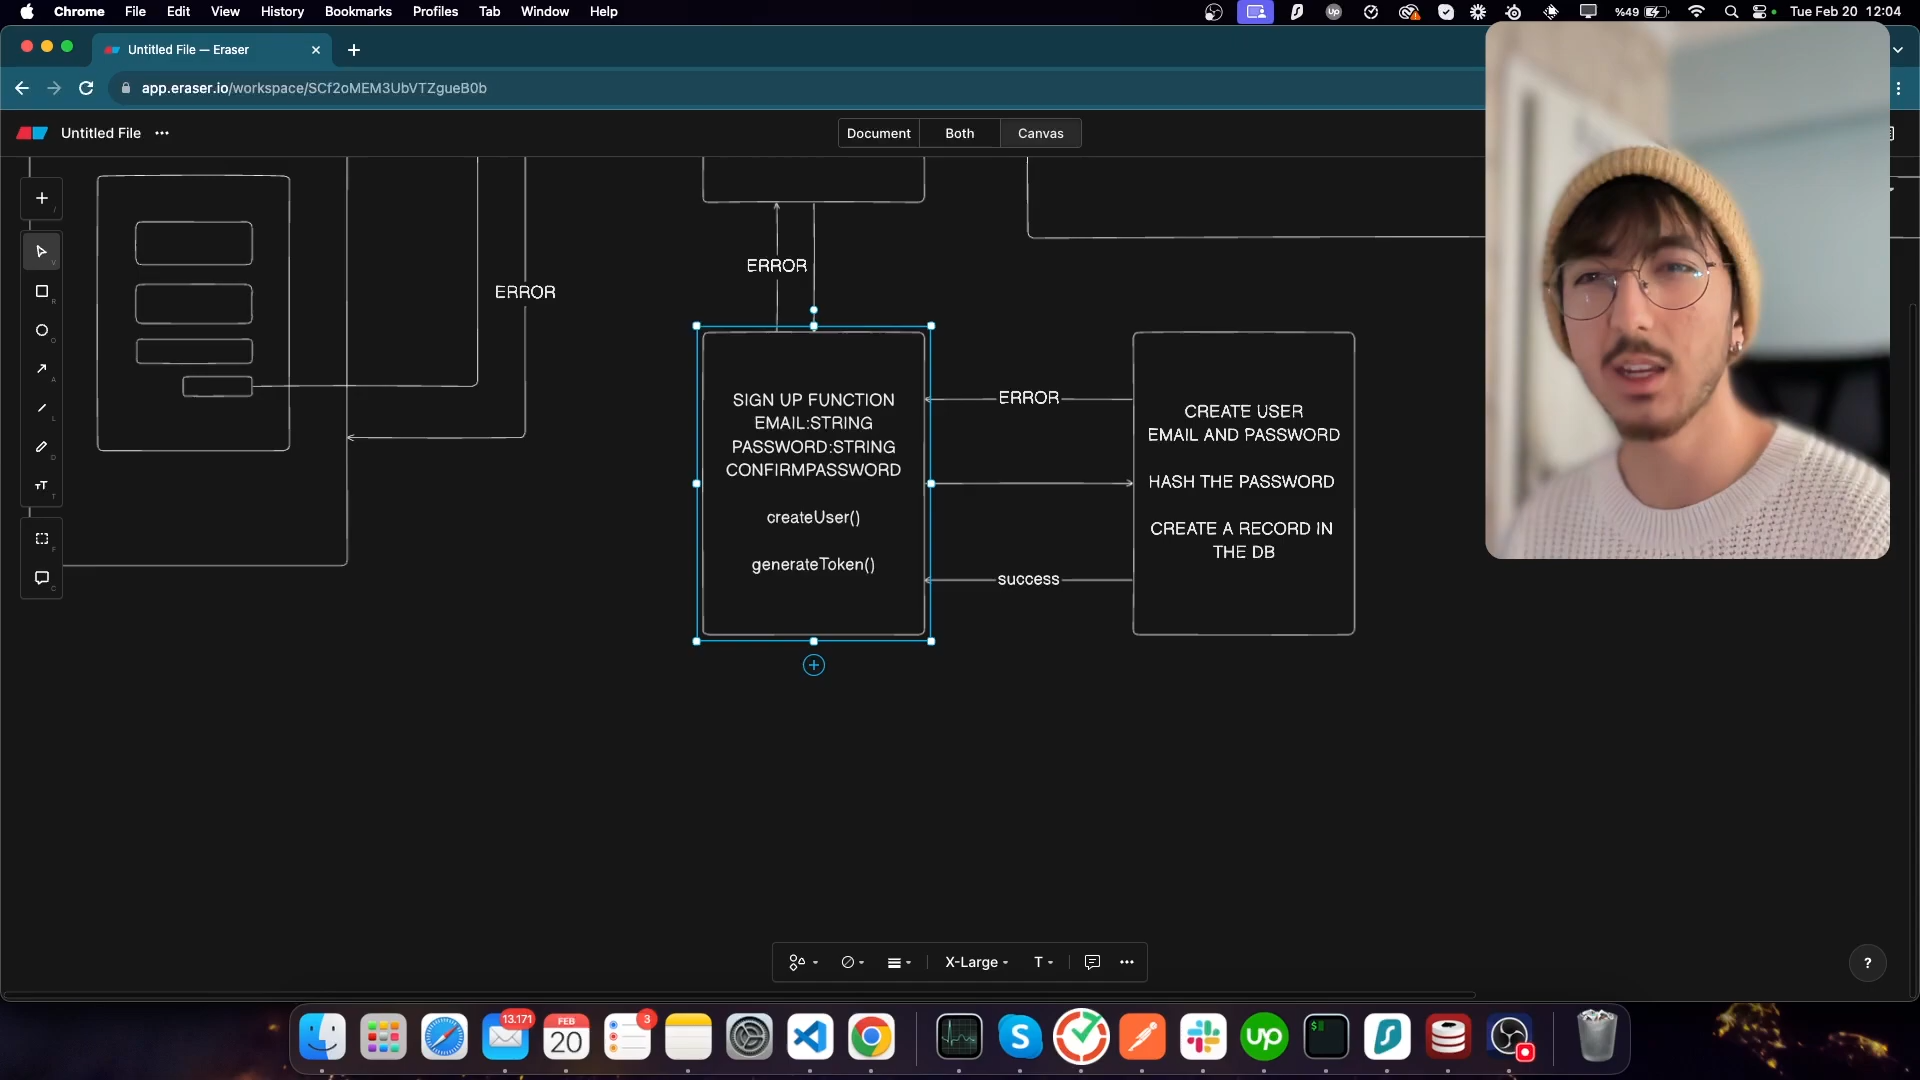 Chrome File Edit View History Bookmarks Profiles Tab Window Help
%49 Tue Feb 20 12:04
Untitled File — Eraser
app.eraser.io/workspace/SCf2oMEM3UbVTZgueB0b
Untitled File
Document Both Canvas
ERROR
ERROR
SIGN UP FUNCTION
EMAIL:STRING
PASSWORD:STRING
CONFIRMPASSWORD
createUser()
generateToken()
ERROR
success
CREATE USER
EMAIL AND PASSWORD
HASH THE PASSWORD
CREATE A RECORD IN
THE DB
X-Large T
?
13.171
FEB
20
3
up